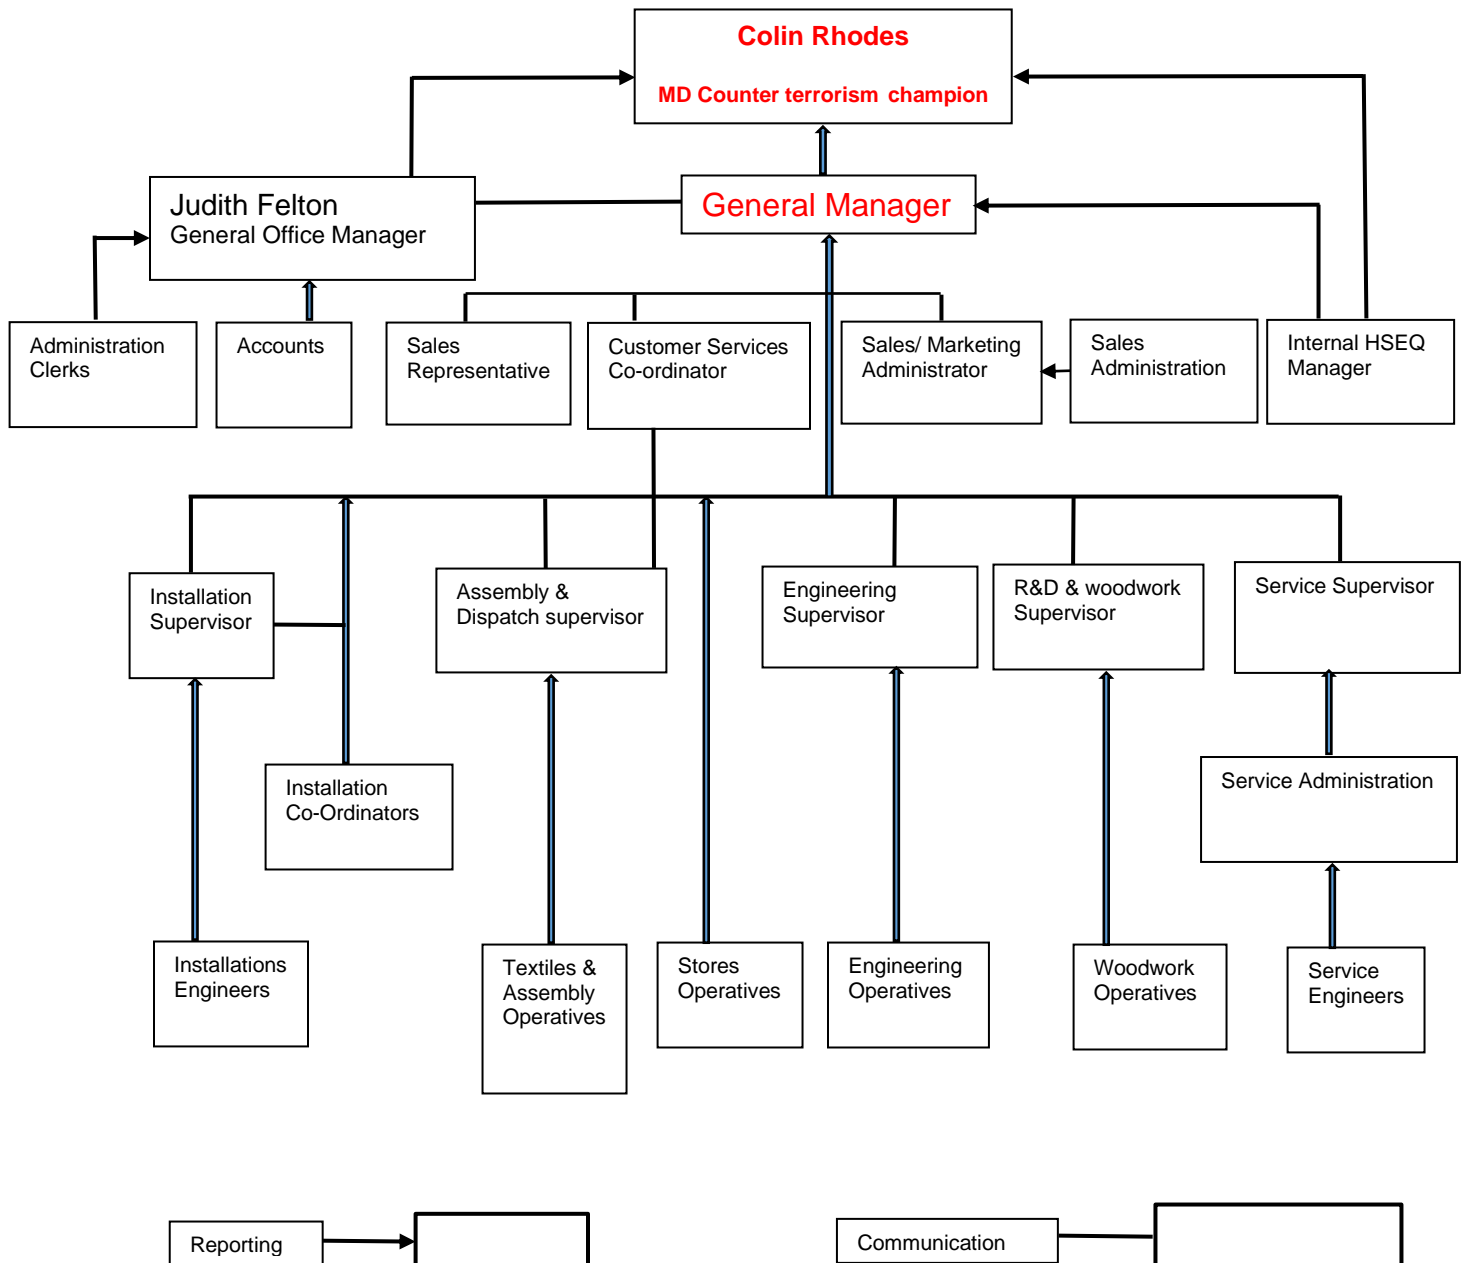 Colin Rhodes
MD Counter terrorism champion
Judith Felton
General Office Manager
General Manager
Administration
Clerks
Accounts
Sales
Representative
Customer Services
Co-ordinator
Sales/ Marketing
Administrator
Sales
Administration
Internal HSEQ
Manager
Installation
Supervisor
Assembly &
Dispatch supervisor
Engineering
Supervisor
R&D & woodwork
Supervisor
Service Supervisor
Installation
Co-Ordinators
Service Administration
Installations
Engineers
Textiles &
Assembly
Operatives
Stores
Operatives
Engineering
Operatives
Woodwork
Operatives
Service
Engineers
Reporting
Communication